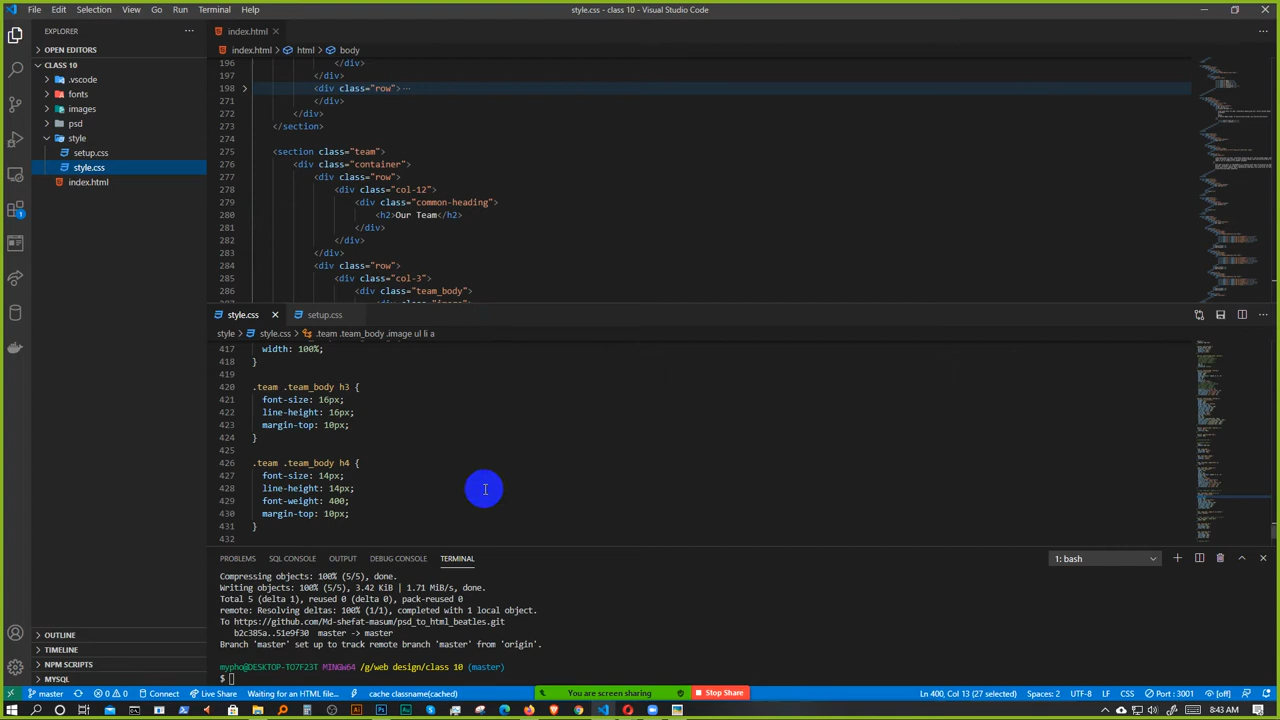 File Edit Selection View Go Run Terminal Help
style.css - class 10 - Visual Studio Code
EXPLORER
OPEN EDITORS
CLASS 10
.vscode
fonts
images
psd
style
setup.css
style.css
index.html
OUTLINE
TIMELINE
NPM SCRIPTS
MYSQL
index.html
index.html > html > body
196 </div>
197 </div>
198 <div class="row">···
271 </div>
272 </div>
273 </section>
274
275 <section class="team">
276 <div class="container">
277 <div class="row">
278 <div class="col-12">
279 <div class="common-heading">
280 <h2>Our Team</h2>
281 </div>
282 </div>
283 </div>
284 <div class="row">
285 <div class="col-3">
286 <div class="team_body">
style.css setup.css
style > style.css > .team .team_body .image ul li a
417 width: 100%;
418 }
419
420 .team .team_body h3 {
421 font-size: 16px;
422 line-height: 16px;
423 margin-top: 10px;
424 }
425
426 .team .team_body h4 {
427 font-size: 14px;
428 line-height: 14px;
429 font-weight: 400;
430 margin-top: 10px;
431 }
432
PROBLEMS SQL CONSOLE OUTPUT DEBUG CONSOLE TERMINAL
1: bash
Compressing objects: 100% (5/5), done.
Writing objects: 100% (5/5), 3.42 KiB | 1.71 MiB/s, done.
Total 5 (delta 1), reused 0 (delta 0), pack-reused 0
remote: Resolving deltas: 100% (1/1), completed with 1 local object.
To https://github.com/Md-shefat-masum/psd_to_html_beatles.git
b2c385a..51e9f30 master -> master
Branch 'master' set up to track remote branch 'master' from 'origin'.
mypho@DESKTOP-TO7F23T MINGW64 /g/web design/class 10 (master)
$
master 0 0 Connect Live Share Waiting for an HTML file... cache classname(cached)
You are screen sharing Stop Share
Ln 400, Col 13 (27 selected) Spaces: 2 UTF-8 LF CSS Port : 3001 [off]
8:43 AM